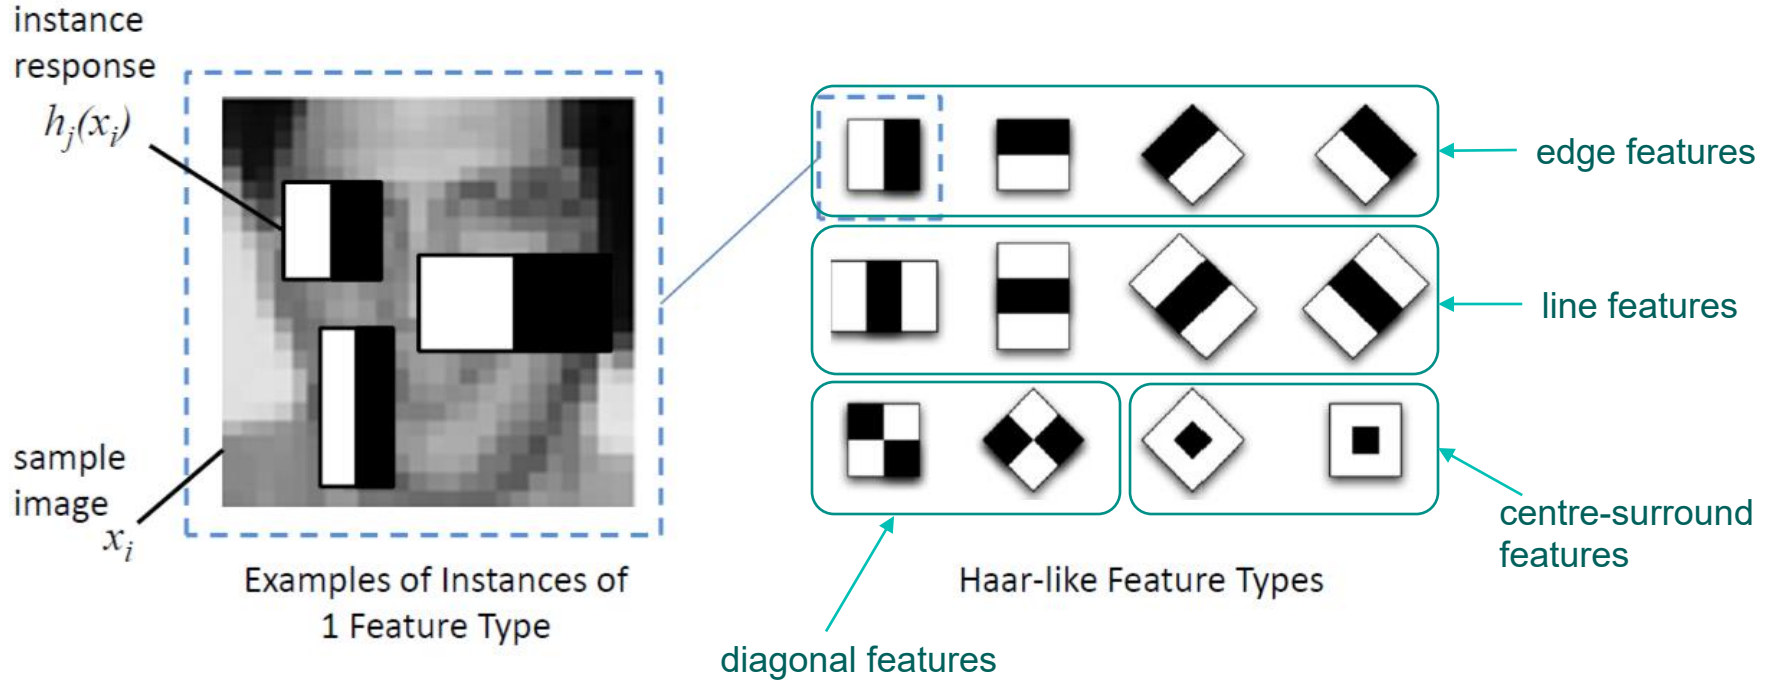 instance
response
hj(xi)
sample
image
xi
Examples of Instances of
1 Feature Type
edge features
line features
centre-surround
features
Haar-like Feature Types
diagonal features